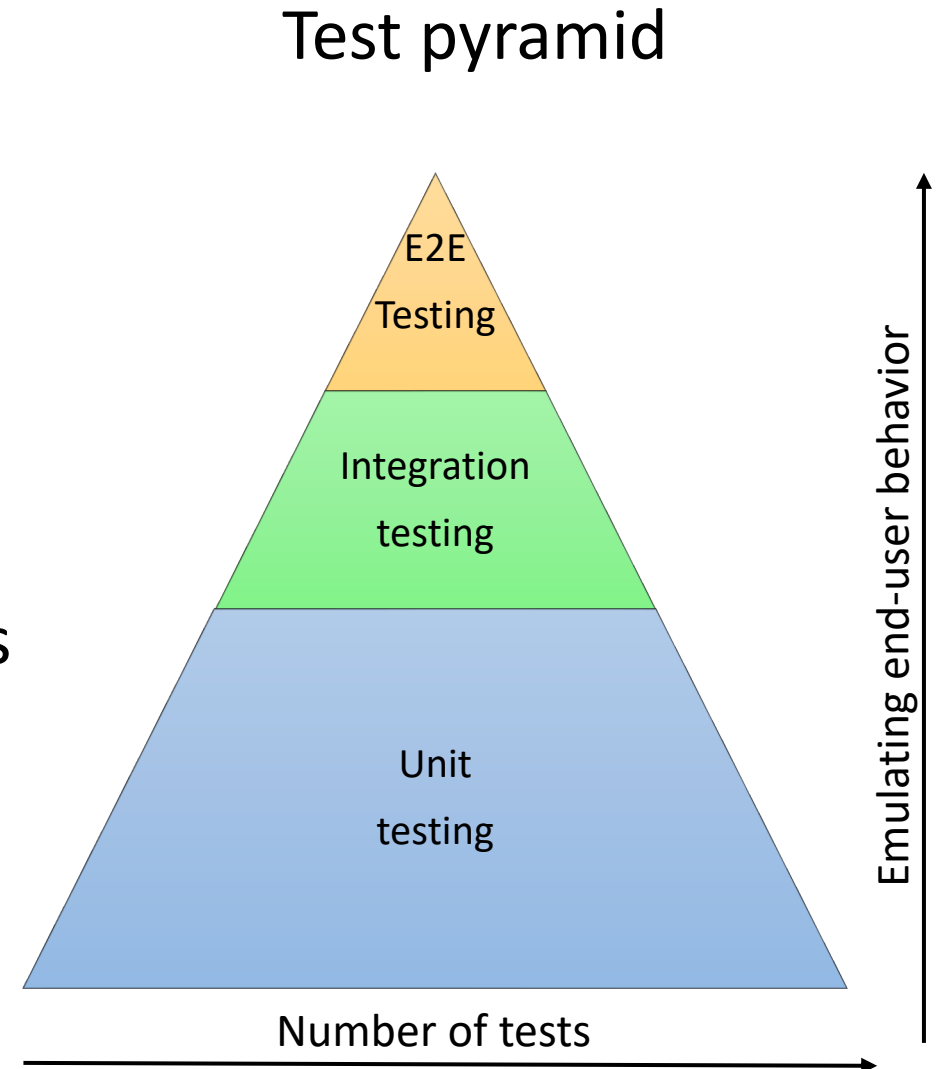 Test pyramid
E2E
Testing
Integration
testing
s
Unit
testing
Emulating end-user behavior
Number of tests